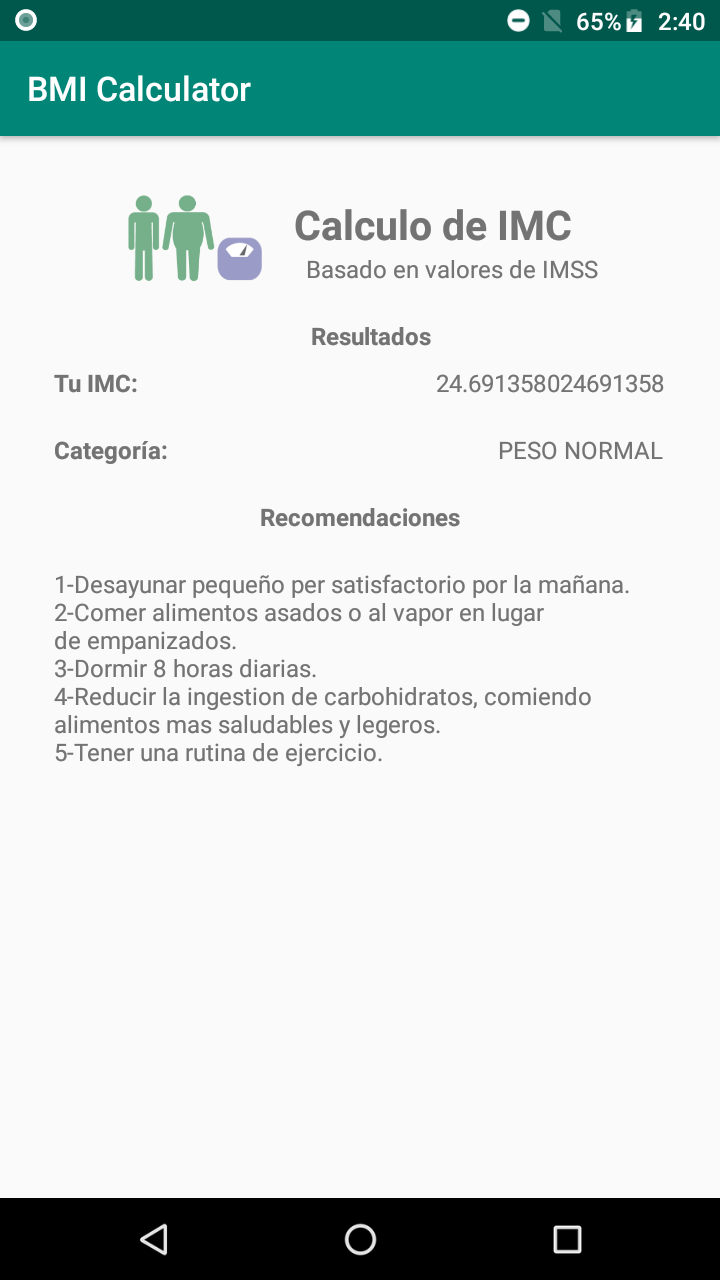 65% 2:40
BMI Calculator
Calculo de IMC
Basado en valores de IMSS
Resultados
Tu IMC: 24.691358024691358
Categoría: PESO NORMAL
Recomendaciones
1-Desayunar pequeño per satisfactorio por la mañana.
2-Comer alimentos asados o al vapor en lugar
de empanizados.
3-Dormir 8 horas diarias.
4-Reducir la ingestion de carbohidratos, comiendo
alimentos mas saludables y legeros.
5-Tener una rutina de ejercicio.